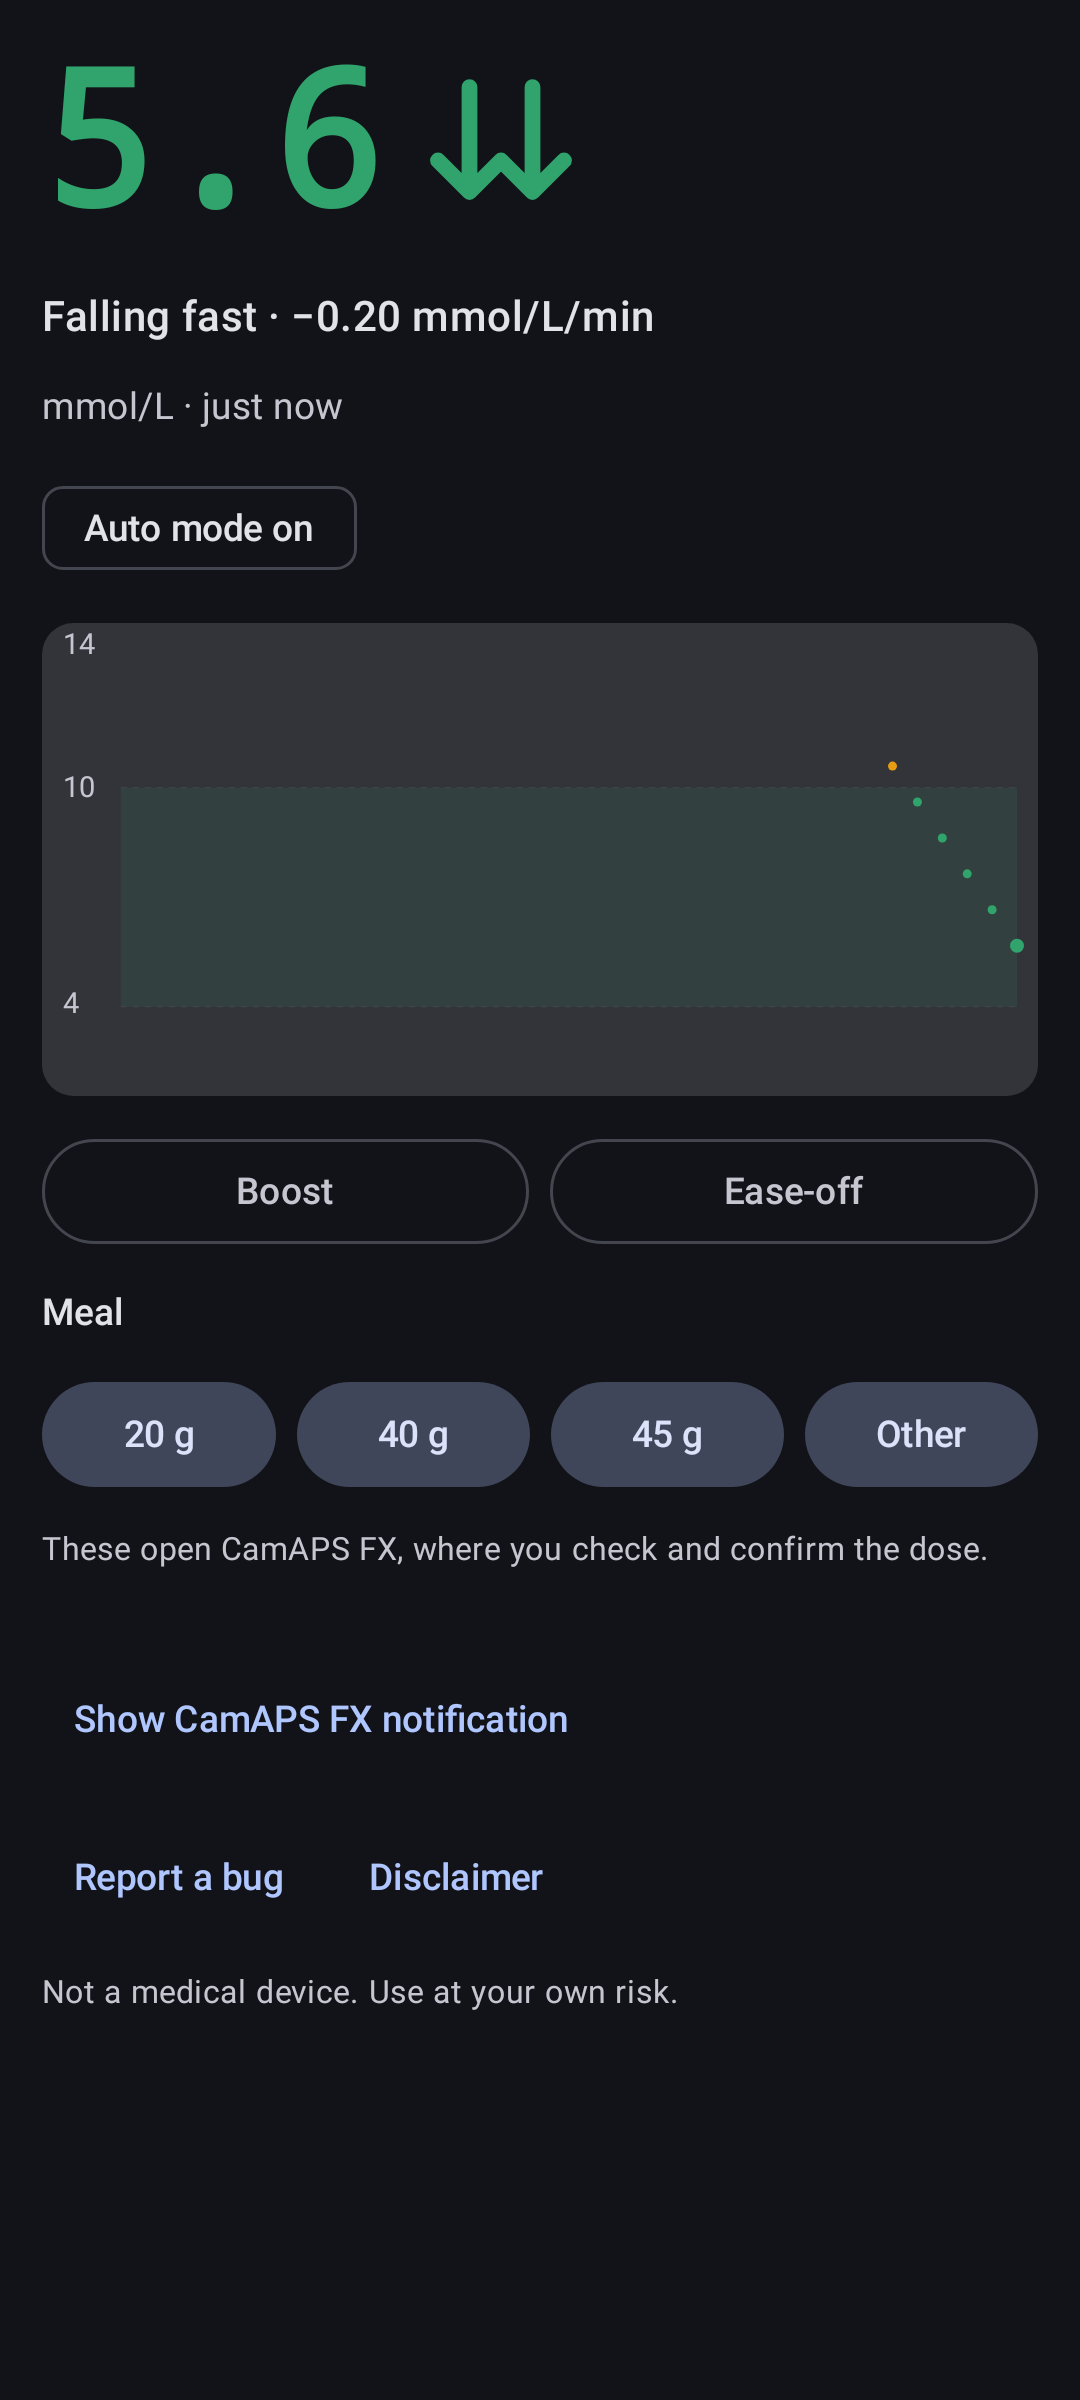 5.6
Falling fast · −0.20 mmol/L/min
mmol/L · just now
Auto mode on
14
10
4
Boost Ease-off
Meal
20 g 40 g 45 g Other
These open CamAPS FX, where you check and confirm the dose.
Show CamAPS FX notification
Report a bug Disclaimer
Not a medical device. Use at your own risk.